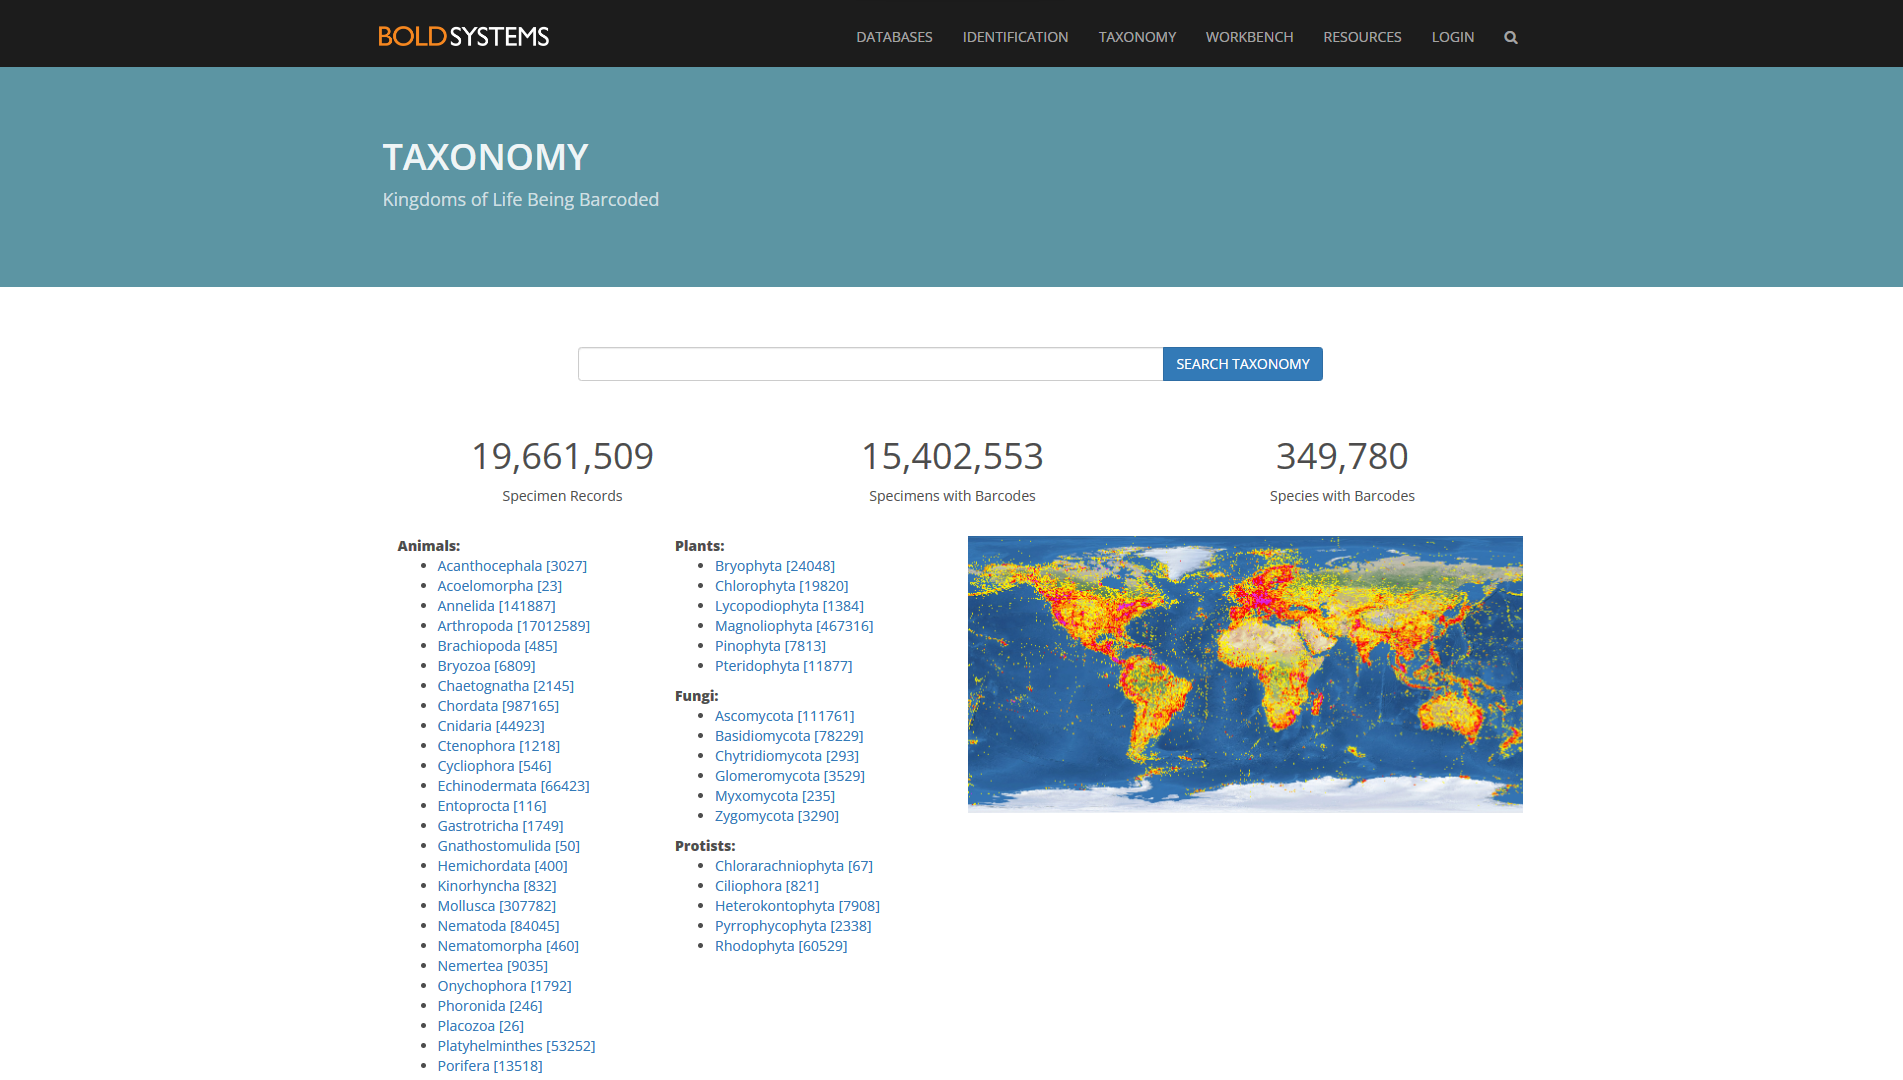 BOLDSYSTEMS
DATABASES IDENTIFICATION TAXONOMY WORKBENCH RESOURCES LOGIN
TAXONOMY
Kingdoms of Life Being Barcoded
SEARCH TAXONOMY
19,661,509
Specimen Records
15,402,553
Specimens with Barcodes
349,780
Species with Barcodes
Animals:
Acanthocephala [3027]
Acoelomorpha [23]
Annelida [141887]
Arthropoda [17012589]
Brachiopoda [485]
Bryozoa [6809]
Chaetognatha [2145]
Chordata [987165]
Cnidaria [44923]
Ctenophora [1218]
Cycliophora [546]
Echinodermata [66423]
Entoprocta [116]
Gastrotricha [1749]
Gnathostomulida [50]
Hemichordata [400]
Kinorhyncha [832]
Mollusca [307782]
Nematoda [84045]
Nematomorpha [460]
Nemertea [9035]
Onychophora [1792]
Phoronida [246]
Placozoa [26]
Platyhelminthes [53252]
Porifera [13518]
Plants:
Bryophyta [24048]
Chlorophyta [19820]
Lycopodiophyta [1384]
Magnoliophyta [467316]
Pinophyta [7813]
Pteridophyta [11877]
Fungi:
Ascomycota [111761]
Basidiomycota [78229]
Chytridiomycota [293]
Glomeromycota [3529]
Myxomycota [235]
Zygomycota [3290]
Protists:
Chlorarachniophyta [67]
Ciliophora [821]
Heterokontophyta [7908]
Pyrrophycophyta [2338]
Rhodophyta [60529]